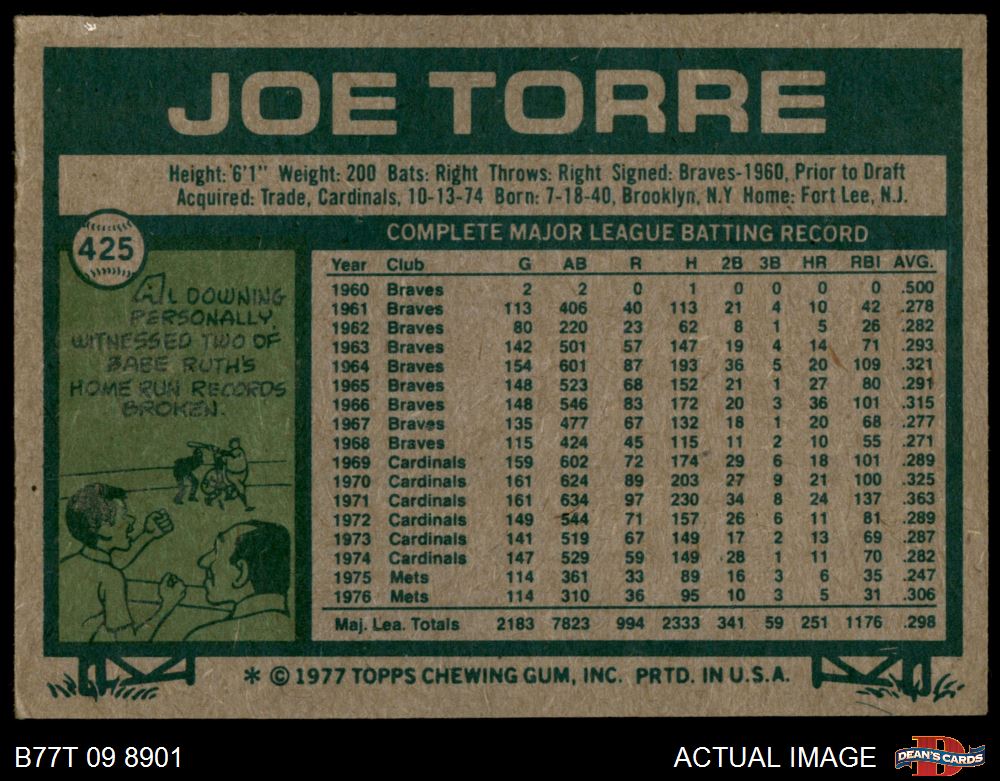 JOE TORRE
Height: 6'1" Weight: 200 Bats: Right Throws: Right Signed: Braves-1960, Prior to Draft
Acquired: Trade, Cardinals, 10-13-74 Born: 7-18-40, Brooklyn, N.Y Home: Fort Lee, N.J.
425
AL DOWNING
PERSONALLY
WITNESSED TWO OF
BABE RUTH'S
HOME RUN RECORDS
BROKEN.
COMPLETE MAJOR LEAGUE BATTING RECORD
Year Club G AB R H 2B 3B HR RBI AVG.
1960 Braves 2 2 0 1 0 0 0 0 .500
1961 Braves 113 406 40 113 21 4 10 42 .278
1962 Braves 80 220 23 62 8 1 5 26 .282
1963 Braves 142 501 57 147 19 4 14 71 .293
1964 Braves 154 601 87 193 36 5 20 109 .321
1965 Braves 148 523 68 152 21 1 27 80 .291
1966 Braves 148 546 83 172 20 3 36 101 .315
1967 Braves 135 477 67 132 18 1 20 68 .277
1968 Braves 115 424 45 115 11 2 10 55 .271
1969 Cardinals 159 602 72 174 29 6 18 101 .289
1970 Cardinals 161 624 89 203 27 9 21 100 .325
1971 Cardinals 161 634 97 230 34 8 24 137 .363
1972 Cardinals 149 544 71 157 26 6 11 81 .289
1973 Cardinals 141 519 67 149 17 2 13 69 .287
1974 Cardinals 147 529 59 149 28 1 11 70 .282
1975 Mets 114 361 33 89 16 3 6 35 .247
1976 Mets 114 310 36 95 10 3 5 31 .306
Maj. Lea. Totals 2183 7823 994 2333 341 59 251 1176 .298
* © 1977 TOPPS CHEWING GUM, INC. PRTD. IN U.S.A.
B77T 09 8901
ACTUAL IMAGE
DEAN'S CARDS